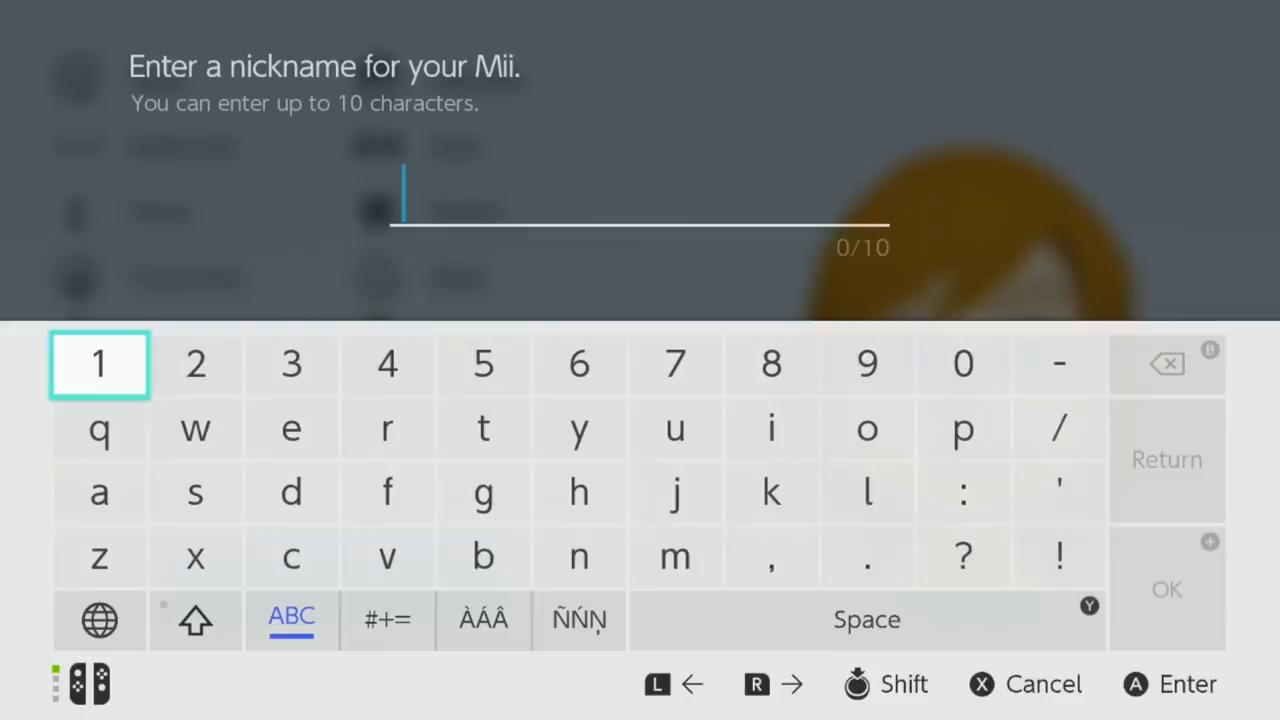 Enter a nickname for your Mii.
You can enter up to 10 characters.
0/10
1 2 3 4 5 6 7 8 9 0 - B
q w e r t y u i o p / Return
a s d f g h j k l : '
z x c v b n m , . ? ! + OK
ABC #+= ÀÁÂ ÑŃŅ Space Y
L ← R → Shift X Cancel A Enter